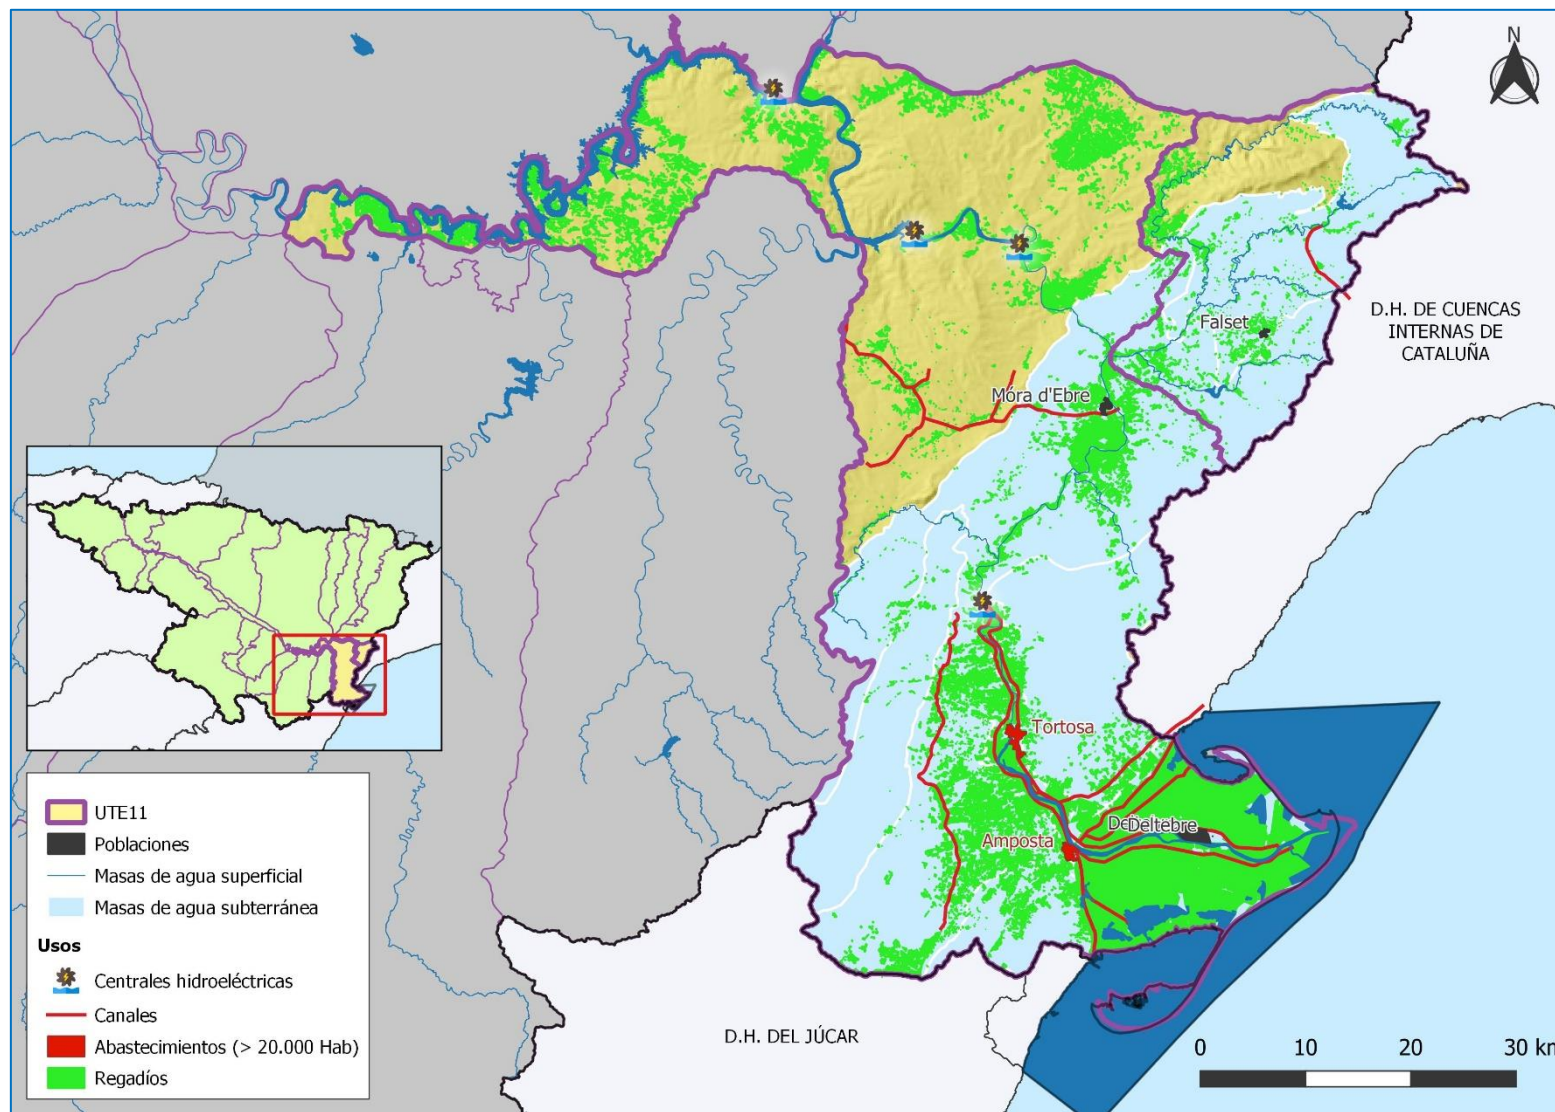 N
D.H. DE CUENCAS
INTERNAS DE
CATALUÑA
Falset
Móra d'Ebre
Tortosa
Amposta
DeDeltebre
D.H. DEL JÚCAR
UTE11
Poblaciones
Masas de agua superficial
Masas de agua subterránea
Usos
Centrales hidroeléctricas
Canales
Abastecimientos (> 20.000 Hab)
Regadíos
0 10 20 30 km